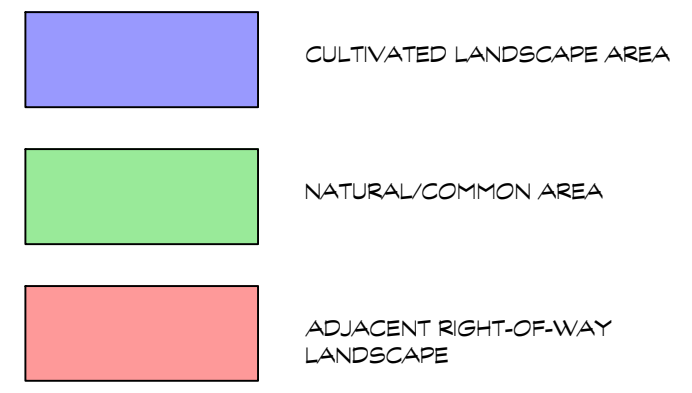 CULTIVATED LANDSCAPE AREA
NATURAL/COMMON AREA
ADJACENT RIGHT-OF-WAY
LANDSCAPE